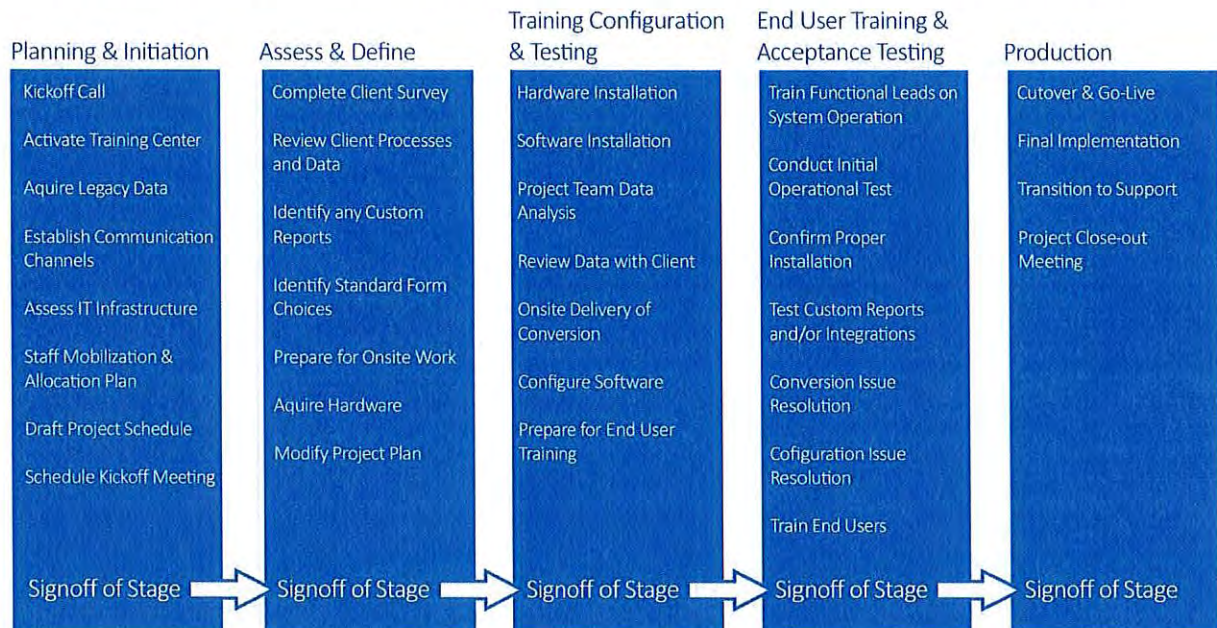 Planning & Initiation
Kickoff Call
Activate Training Center
Aquire Legacy Data
Establish Communication
Channels
Assess IT Infrastructure
Staff Mobilization &
Allocation Plan
Draft Project Schedule
Schedule Kickoff Meeting
Signoff of Stage
Assess & Define
Complete Client Survey
Review Client Processes
and Data
Identify any Custom
Reports
Identify Standard Form
Choices
Prepare for Onsite Work
Aquire Hardware
Modify Project Plan
Signoff of Stage
Training Configuration
& Testing
Hardware Installation
Software Installation
Project Team Data
Analysis
Review Data with Client
Onsite Delivery of
Conversion
Configure Software
Prepare for End User
Training
Signoff of Stage
End User Training &
Acceptance Testing
Train Functional Leads on
System Operation
Conduct Initial
Operational Test
Confirm Proper
Installation
Test Custom Reports
and/or Integrations
Conversion Issue
Resolution
Cofiguration Issue
Resolution
Train End Users
Signoff of Stage
Production
Cutover & Go-Live
Final Implementation
Transition to Support
Project Close-out
Meeting
Signoff of Stage